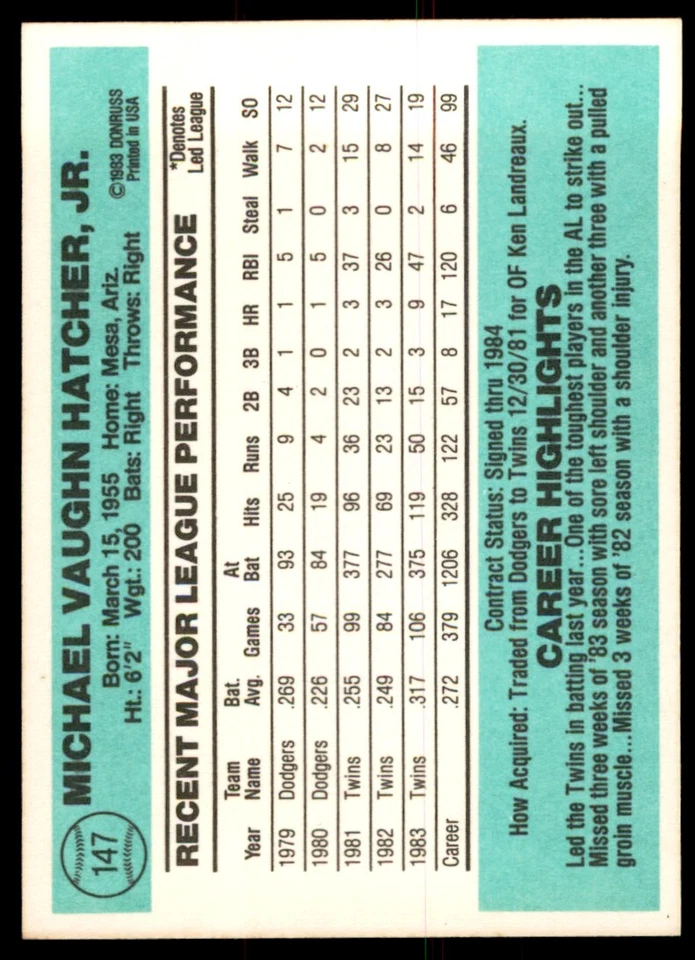 147
MICHAEL VAUGHN HATCHER, JR.
Born: March 15, 1955 Home: Mesa, Ariz.
Ht.: 6'2" Wgt.: 200 Bats: Right Throws: Right
©1983 DONRUSS
Printed in USA
RECENT MAJOR LEAGUE PERFORMANCE
*Denotes
Led League
Year Team Name Bat. Avg. Games At Bat Hits Runs 2B 3B HR RBI Steal Walk SO
1979 Dodgers .269 33 93 25 9 4 1 1 5 1 7 12
1980 Dodgers .226 57 84 19 4 2 0 1 5 0 2 12
1981 Twins .255 99 377 96 36 23 2 3 37 3 15 29
1982 Twins .249 84 277 69 23 13 2 3 26 0 8 27
1983 Twins .317 106 375 119 50 15 3 9 47 2 14 19
Career .272 379 1206 328 122 57 8 17 120 6 46 99
Contract Status: Signed thru 1984
How Acquired: Traded from Dodgers to Twins 12/30/81 for OF Ken Landreaux.
CAREER HIGHLIGHTS
Led the Twins in batting last year...One of the toughest players in the AL to strike out...
Missed three weeks of '83 season with sore left shoulder and another three with a pulled
groin muscle...Missed 3 weeks of '82 season with a shoulder injury.